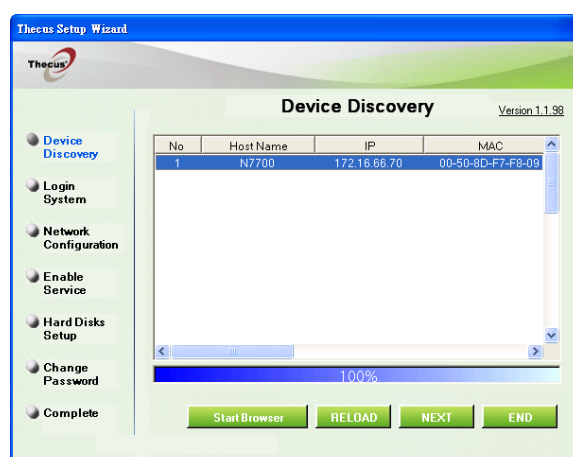 Thecus Setup Wizard
Thecus
Device Discovery
Version 1.1.98
Device
Discovery
Login
System
Network
Configuration
Enable
Service
Hard Disks
Setup
Change
Password
Complete
No Host Name IP MAC
1 N7700 172.16.66.70 00-50-8D-F7-F8-09
100%
Start Browser RELOAD NEXT END